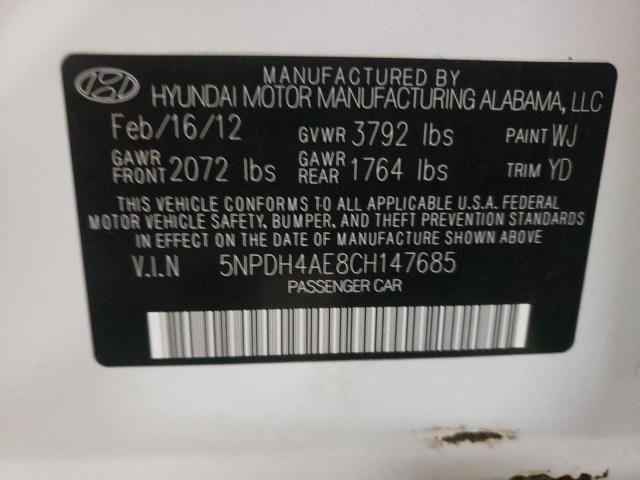 MANUFACTURED BY
HYUNDAI MOTOR MANUFACTURING ALABAMA, LLC
Feb/16/12 GVWR 3792 lbs PAINT WJ
GAWR FRONT 2072 lbs GAWR REAR 1764 lbs TRIM YD
THIS VEHICLE CONFORMS TO ALL APPLICABLE U.S.A. FEDERAL
MOTOR VEHICLE SAFETY, BUMPER, AND THEFT PREVENTION STANDARDS
IN EFFECT ON THE DATE OF MANUFACTURE SHOWN ABOVE.
V.I.N 5NPDH4AE8CH147685
PASSENGER CAR